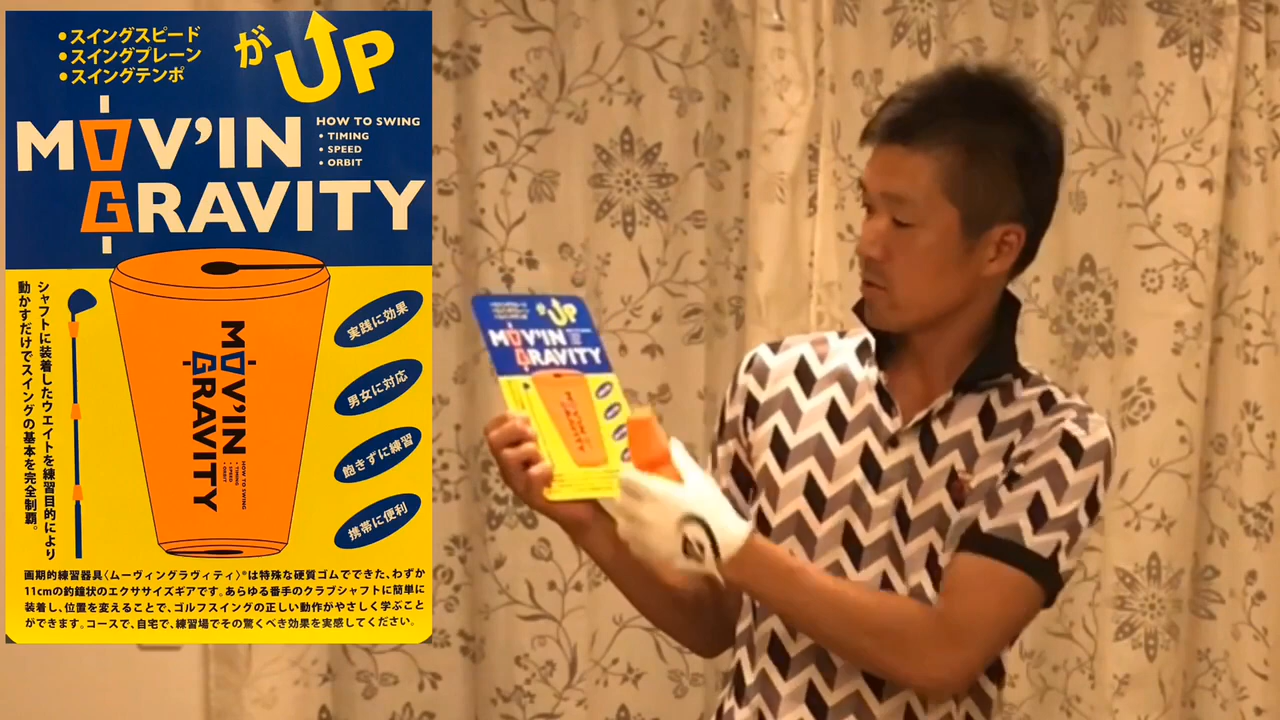 •スイングスピード
•スイングプレーン
•スイングテンポ
が UP
MOV'IN
GRAVITY
HOW TO SWING
• TIMING
• SPEED
• ORBIT
シャフトに装着したウェイトを練習目的により
動かすだけでスイングの基本を完全制覇。
MOV'IN
GRAVITY
HOW TO SWING
• TIMING
• SPEED
• ORBIT
実践に効果
男女に対応
飽きずに練習
携帯に便利
画期的練習器具〈ムーヴィングラヴィティ〉®は特殊な硬質ゴムでできた、わずか
11cmの釣鐘状のエクササイズギアです。あらゆる番手のクラブシャフトに簡単に
装着し、位置を変えることで、ゴルフスイングの正しい動作がやさしく学ぶこと
ができます。コースで、自宅で、練習場でその驚くべき効果を実感してください。
が UP
MOV'IN
GRAVITY
MOV'IN
GRAVITY